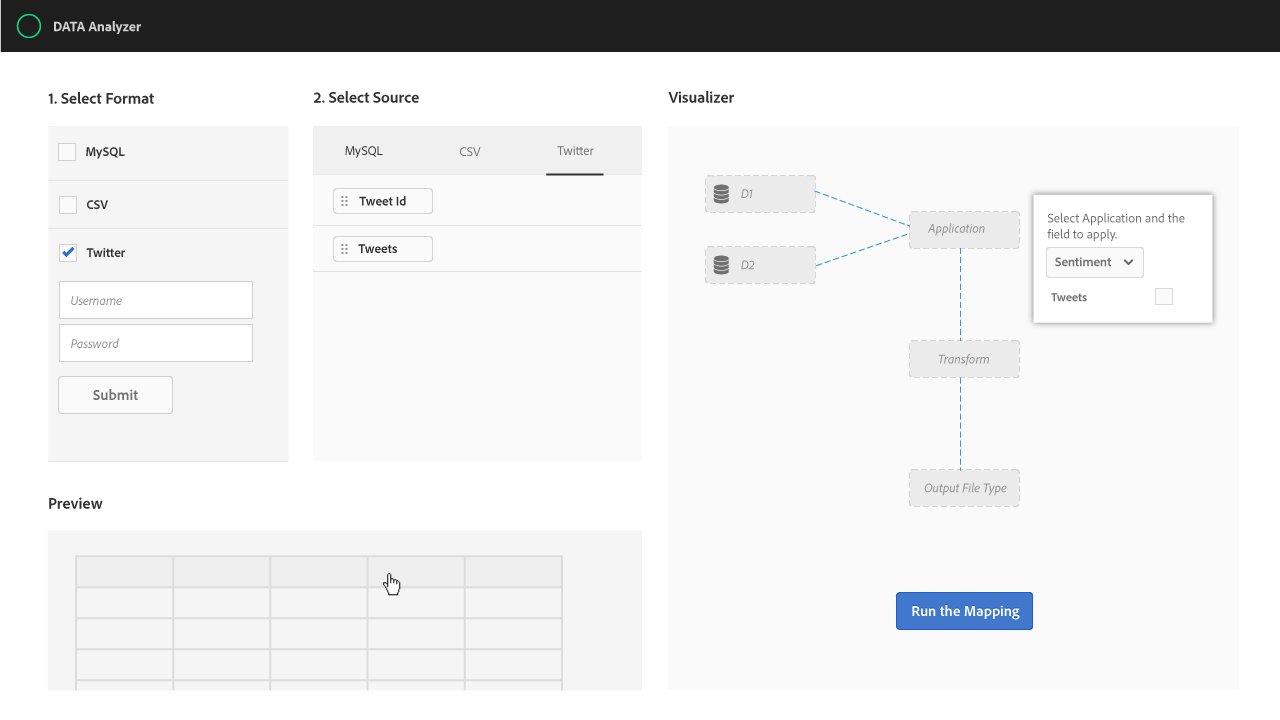 DATA Analyzer
1. Select Format
MySQL
CSV
Twitter
Username
Password
Submit
2. Select Source
MySQL
CSV
Twitter
Tweet Id
Tweets
Preview
Visualizer
D1
D2
Application
Select Application and the
field to apply.
Sentiment
Tweets
Transform
Output File Type
Run the Mapping